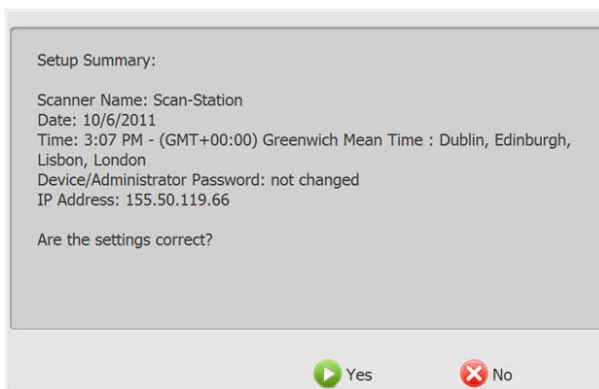 Setup Summary:
Scanner Name: Scan-Station
Date: 10/6/2011
Time: 3:07 PM - (GMT+00:00) Greenwich Mean Time : Dublin, Edinburgh,
Lisbon, London
Device/Administrator Password: not changed
IP Address: 155.50.119.66
Are the settings correct?
Yes No